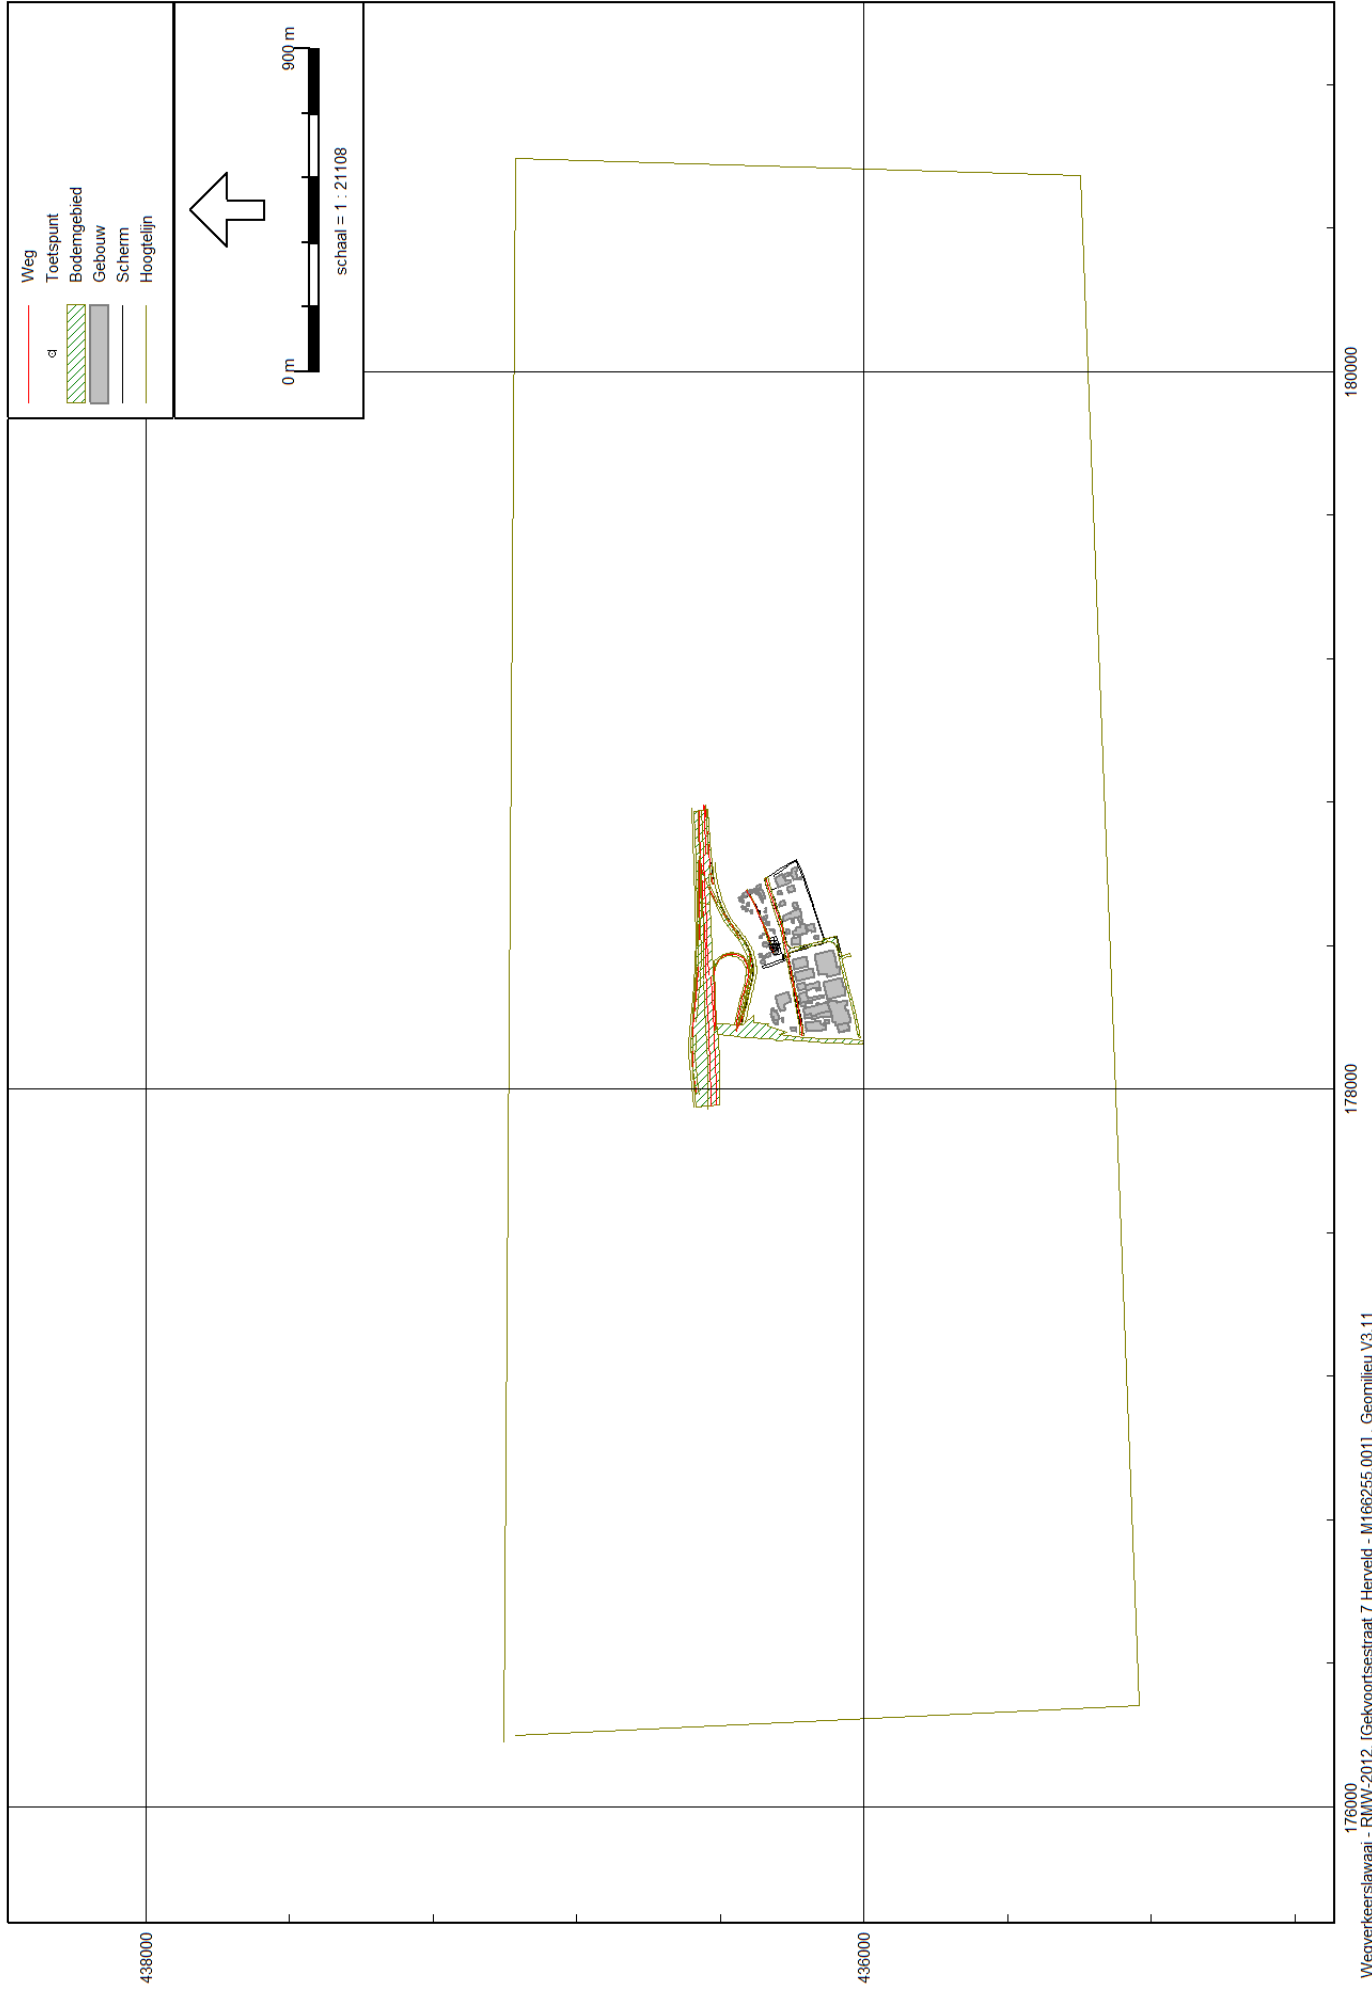 Weg
Toetspunt
Bodemgebied
Gebouw
Scherm
Hoogtelijn
0 m
900 m
schaal = 1 : 21108
438000
436000
176000
178000
180000
Wegverkeerslawaai - RMW-2012, [Gekvoortsestraat 7 Herveld - M166255.001] , Geomilieu V3.11